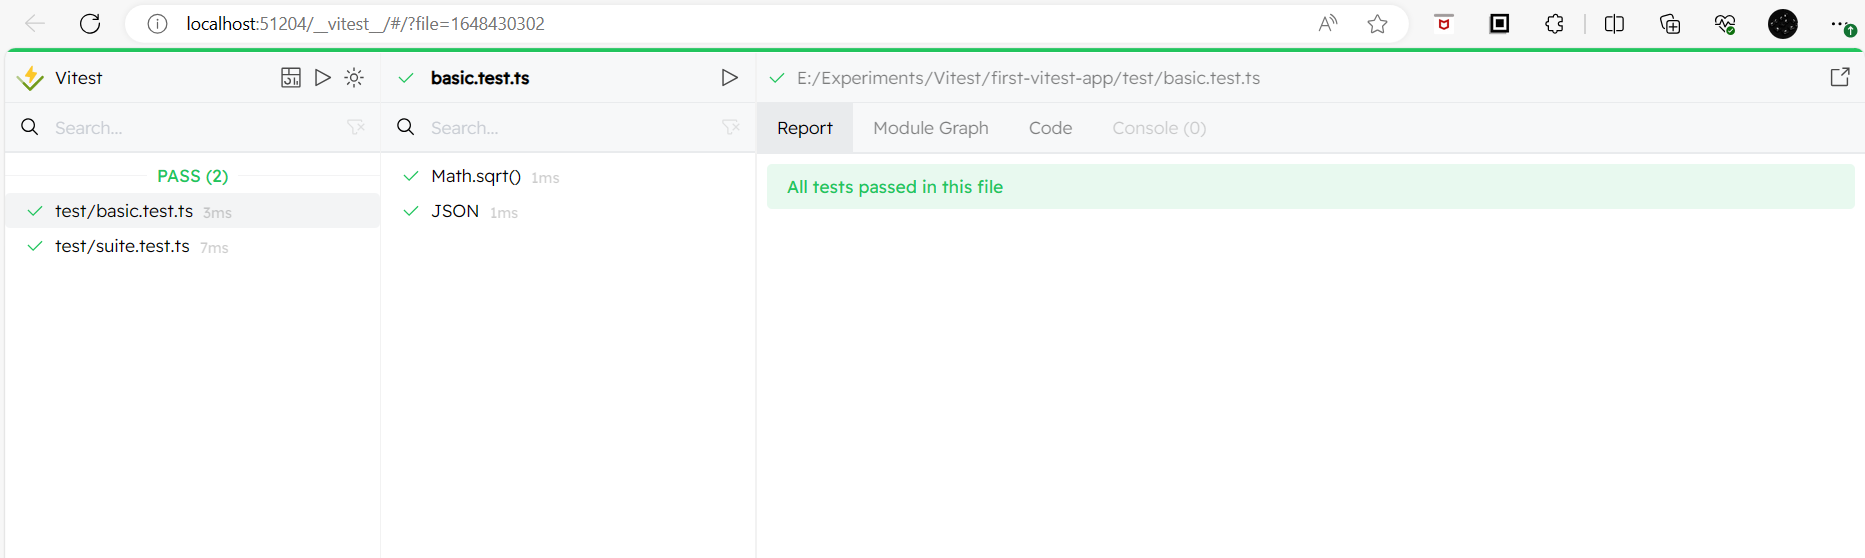 localhost:51204/__vitest__/#/?file=1648430302
Vitest
Search...
PASS (2)
test/basic.test.ts 3ms
test/suite.test.ts 7ms
basic.test.ts
Search...
Math.sqrt() 1ms
JSON 1ms
E:/Experiments/Vitest/first-vitest-app/test/basic.test.ts
Report Module Graph Code Console (0)
All tests passed in this file